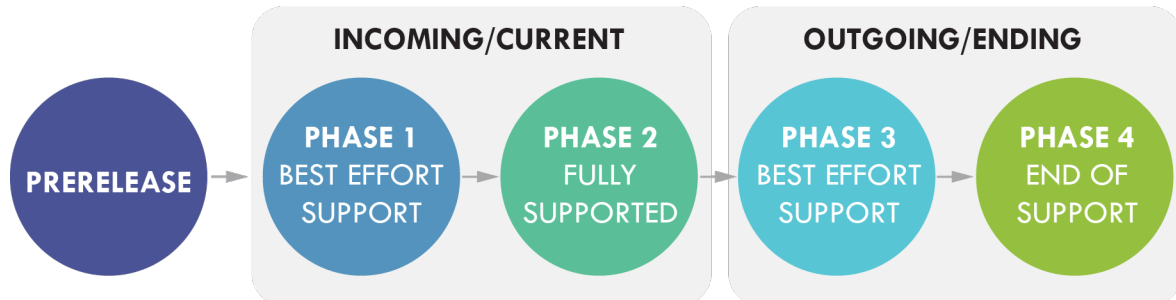 INCOMING/CURRENT
OUTGOING/ENDING
PRERELEASE
PHASE 1
BEST EFFORT
SUPPORT
PHASE 2
FULLY
SUPPORTED
PHASE 3
BEST EFFORT
SUPPORT
PHASE 4
END OF
SUPPORT